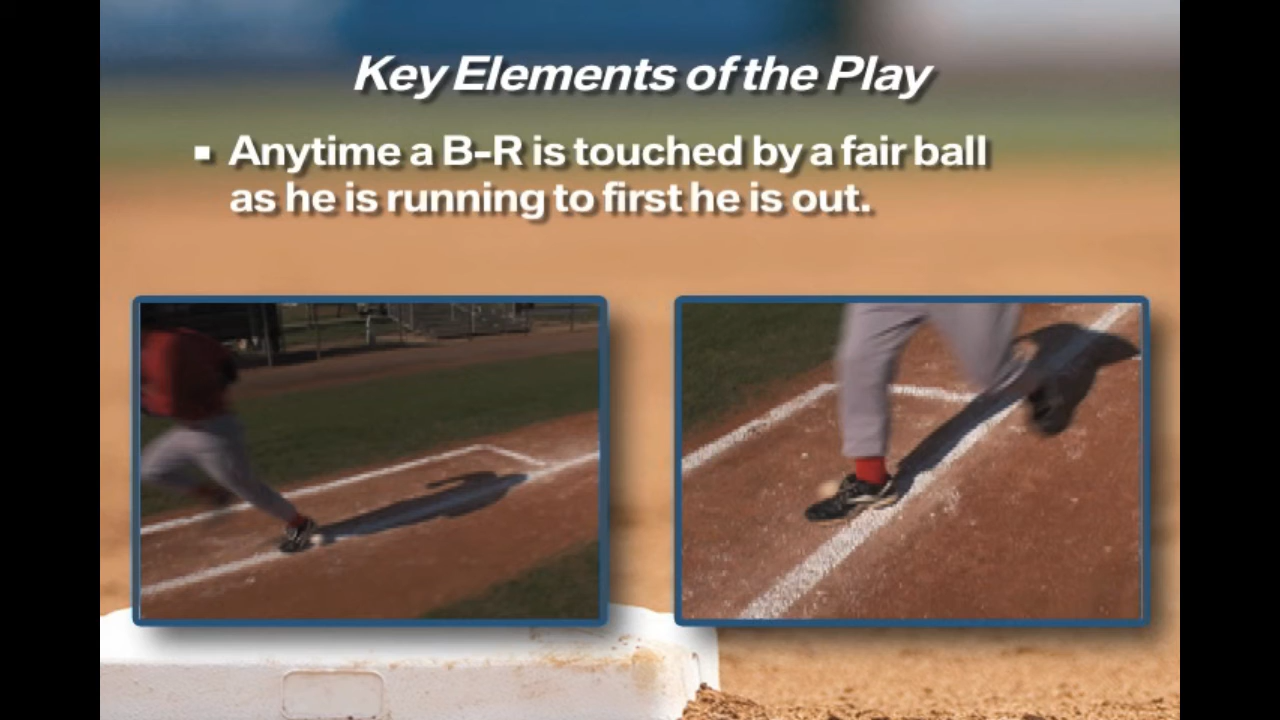 Key Elements of the Play
▪ Anytime a B-R is touched by a fair ball
as he is running to first he is out.